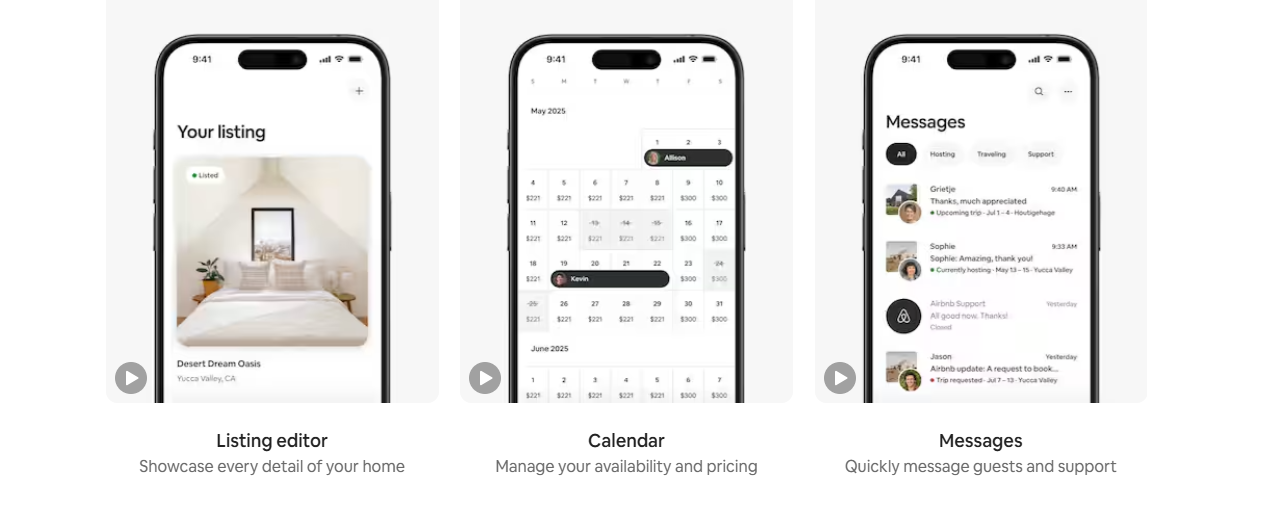 9:41
Your listing
Listed
Desert Dream Oasis
Yucca Valley, CA
Listing editor
Showcase every detail of your home
9:41
S M T W T F S
May 2025
1 2 3
Allison
4 5 6 7 8 9 10
$221 $221 $221 $221 $221 $300 $300
11 12 13 14 15 16 17
$221 $221 $221 $221 $221 $300 $300
18 19 20 21 22 23 24
$221 Kevin $300 $300
25 26 27 28 29 30 31
$221 $221 $221 $221 $221 $300 $300
June 2025
1 2 3 4 5 6 7
$221 $221 $221 $221 $221 $300 $300
Calendar
Manage your availability and pricing
9:41
Messages
All Hosting Traveling Support
Grietje 9:40 AM
Thanks, much appreciated
Upcoming trip · Jul 1 – 4 · Houtigehage
Sophie 9:33 AM
Sophie: Amazing, thank you!
Currently hosting · May 13 – 15 · Yucca Valley
Airbnb Support Yesterday
All good now. Thanks!
Closed
Jason Yesterday
Airbnb update: A request to book...
Trip requested · Jul 7 – 13 · Yucca Valley
Messages
Quickly message guests and support